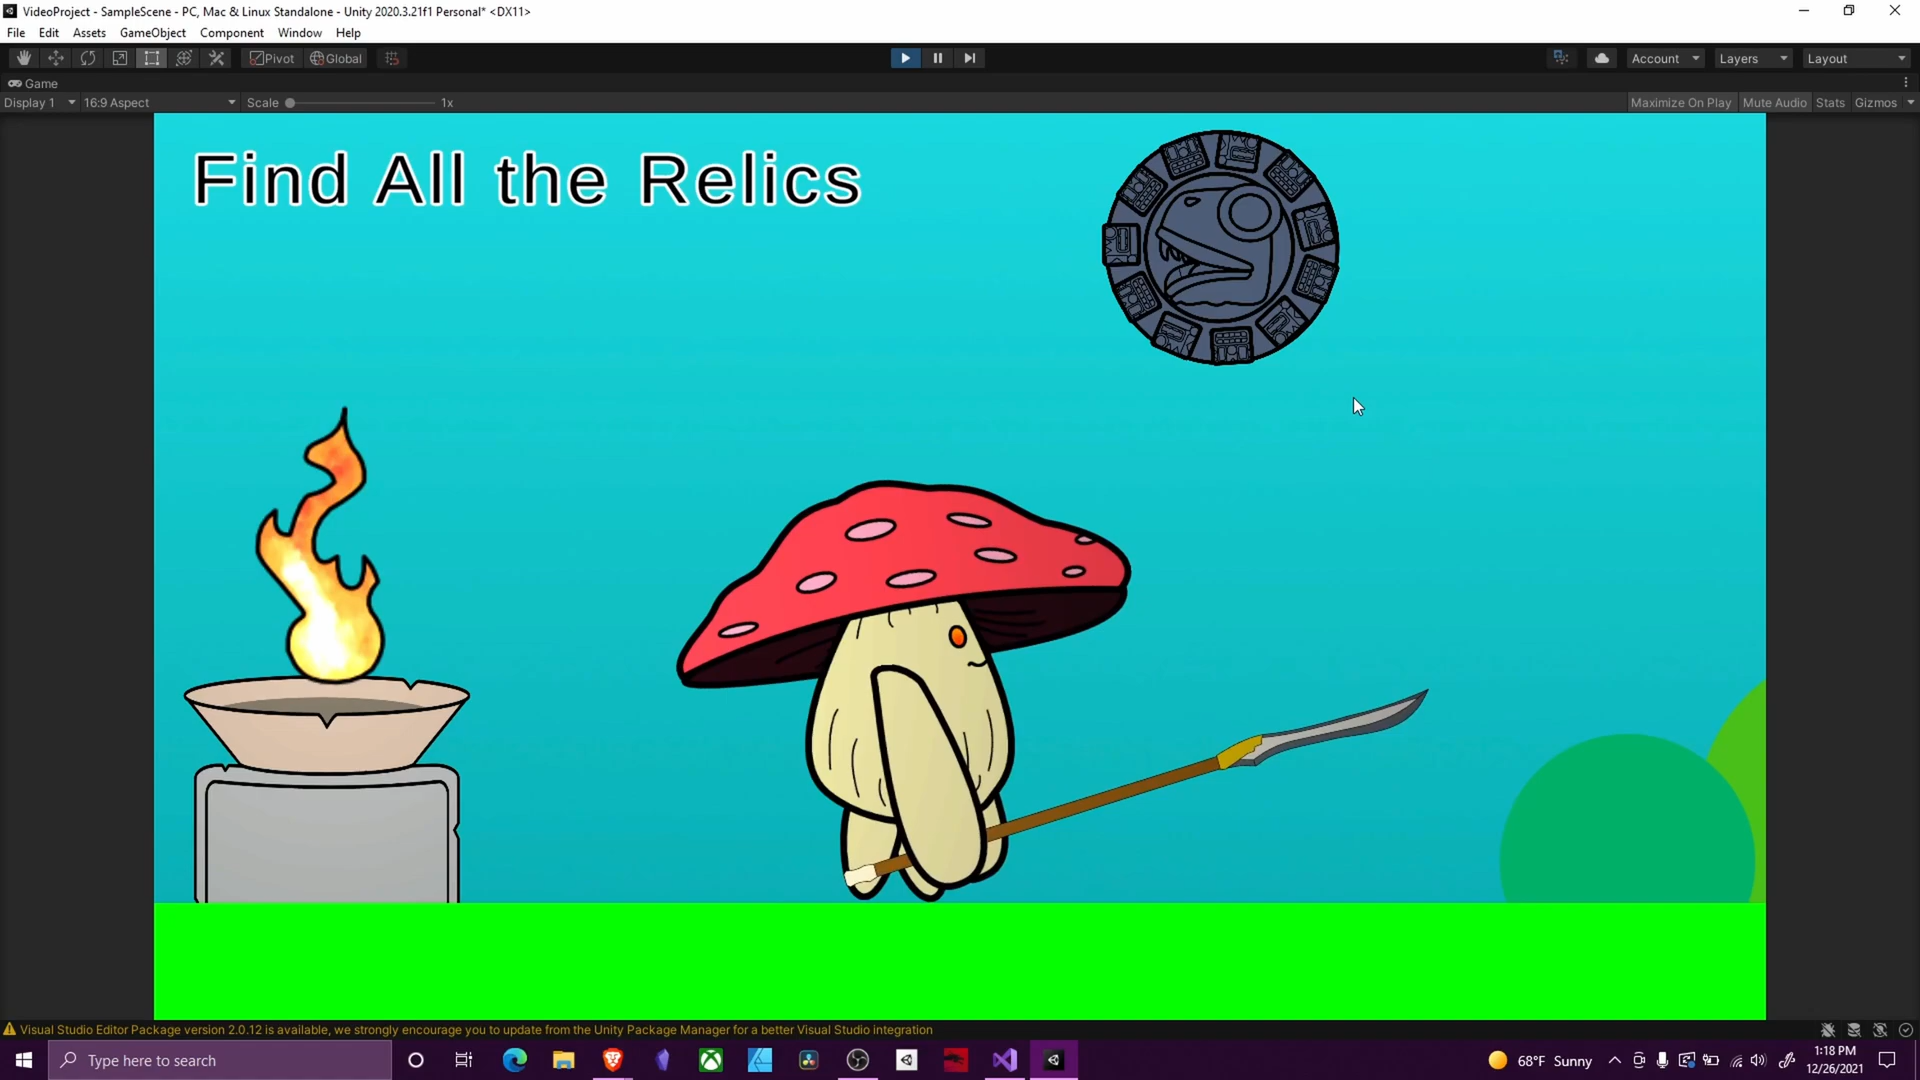 VideoProject - SampleScene - PC, Mac & Linux Standalone - Unity 2020.3.21f1 Personal* <DX11>
File Edit Assets GameObject Component Window Help
Pivot Global Account Layers Layout
Game
Display 1 16:9 Aspect Scale 1x Maximize On Play Mute Audio Stats Gizmos
Find All the Relics
Visual Studio Editor Package version 2.0.12 is available, we strongly encourage you to update from the Unity Package Manager for a better Visual Studio integration
Type here to search 68°F Sunny 1:18 PM
12/26/2021